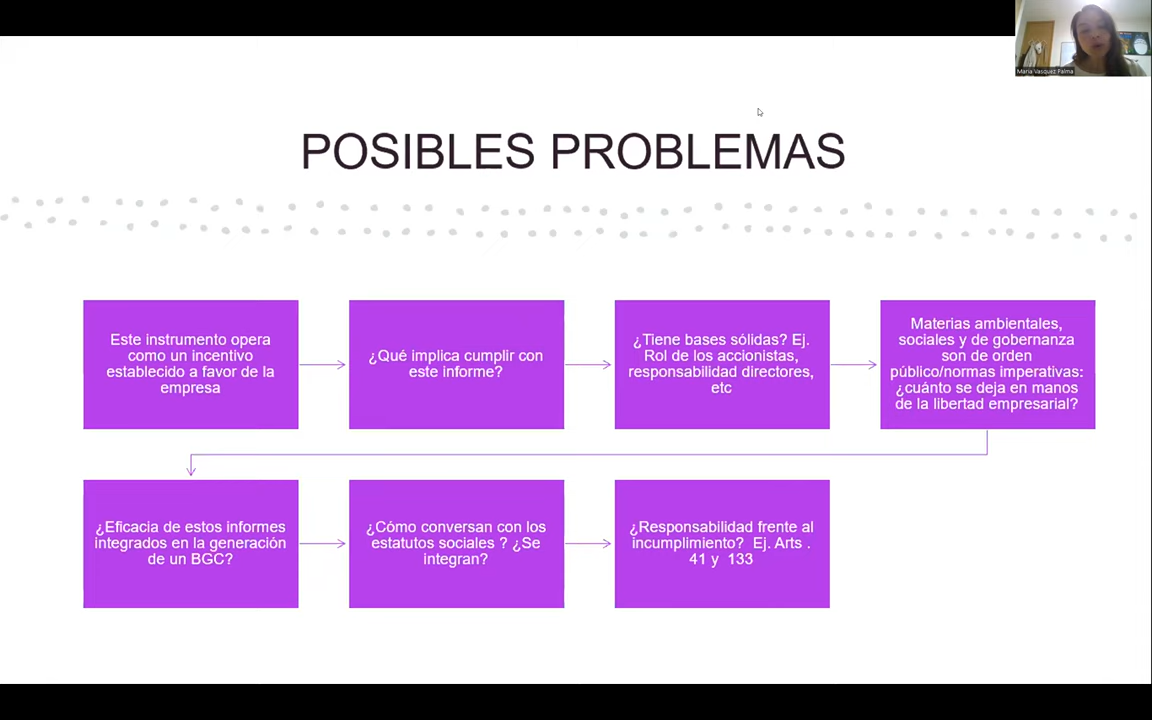 Maria Vasquez Palma
POSIBLES PROBLEMAS
Este instrumento opera
como un incentivo
establecido a favor de la
empresa
¿Qué implica cumplir con
este informe?
¿Tiene bases sólidas? Ej.
Rol de los accionistas,
responsabilidad directores,
etc
Materias ambientales,
sociales y de gobernanza
son de orden
público/normas imperativas:
¿cuánto se deja en manos
de la libertad empresarial?
¿Eficacia de estos informes
integrados en la generación
de un BGC?
¿Cómo conversan con los
estatutos sociales ? ¿Se
integran?
¿Responsabilidad frente al
incumplimiento? Ej. Arts .
41 y 133